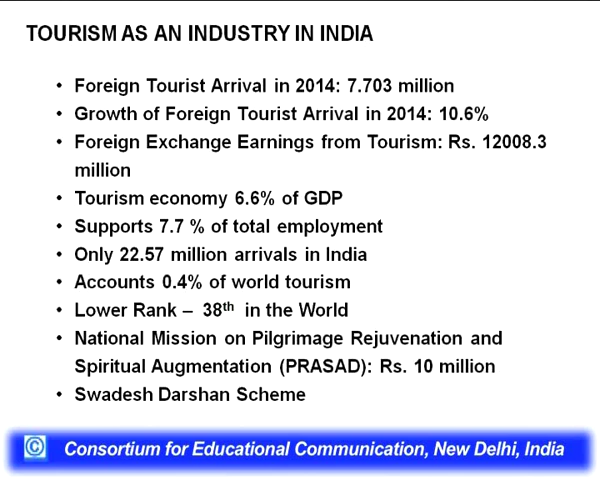 TOURISM AS AN INDUSTRY IN INDIA
• Foreign Tourist Arrival in 2014: 7.703 million
• Growth of Foreign Tourist Arrival in 2014: 10.6%
• Foreign Exchange Earnings from Tourism: Rs. 12008.3
million
• Tourism economy 6.6% of GDP
• Supports 7.7 % of total employment
• Only 22.57 million arrivals in India
• Accounts 0.4% of world tourism
• Lower Rank – 38th in the World
• National Mission on Pilgrimage Rejuvenation and
Spiritual Augmentation (PRASAD): Rs. 10 million
• Swadesh Darshan Scheme
© Consortium for Educational Communication, New Delhi, India